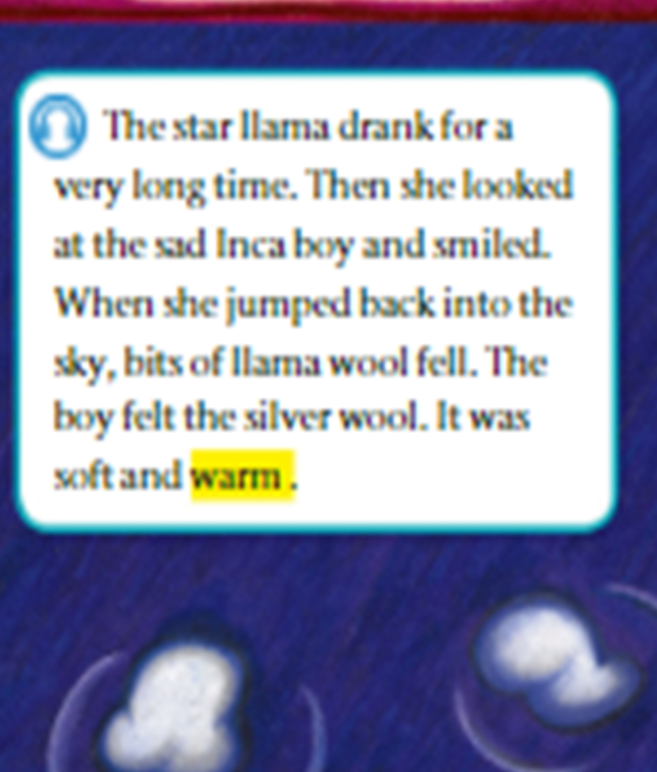 The star llama drank for a
very long time. Then she looked
at the sad Inca boy and smiled.
When she jumped back into the
sky, bits of llama wool fell. The
boy felt the silver wool. It was
soft and warm .